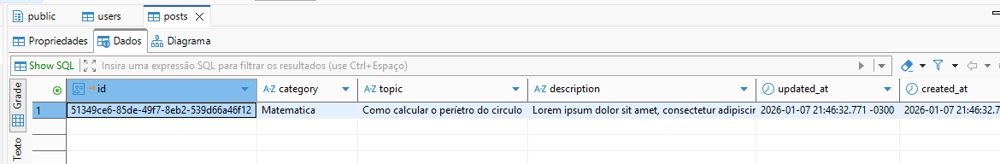 public users posts
Propriedades Dados Diagrama
Show SQL Insira uma expressão SQL para filtrar os resultados (use Ctrl+Espaço)
Grade
id A-Z category A-Z topic A-Z description updated_at created_at
1 51349ce6-85de-49f7-8eb2-539d66a46f12 Matematica Como calcular o períetro do circulo Lorem ipsum dolor sit amet, consectetur adipiscin 2026-01-07 21:46:32.771 -0300 2026-01-07 21:46:32.7
Texto